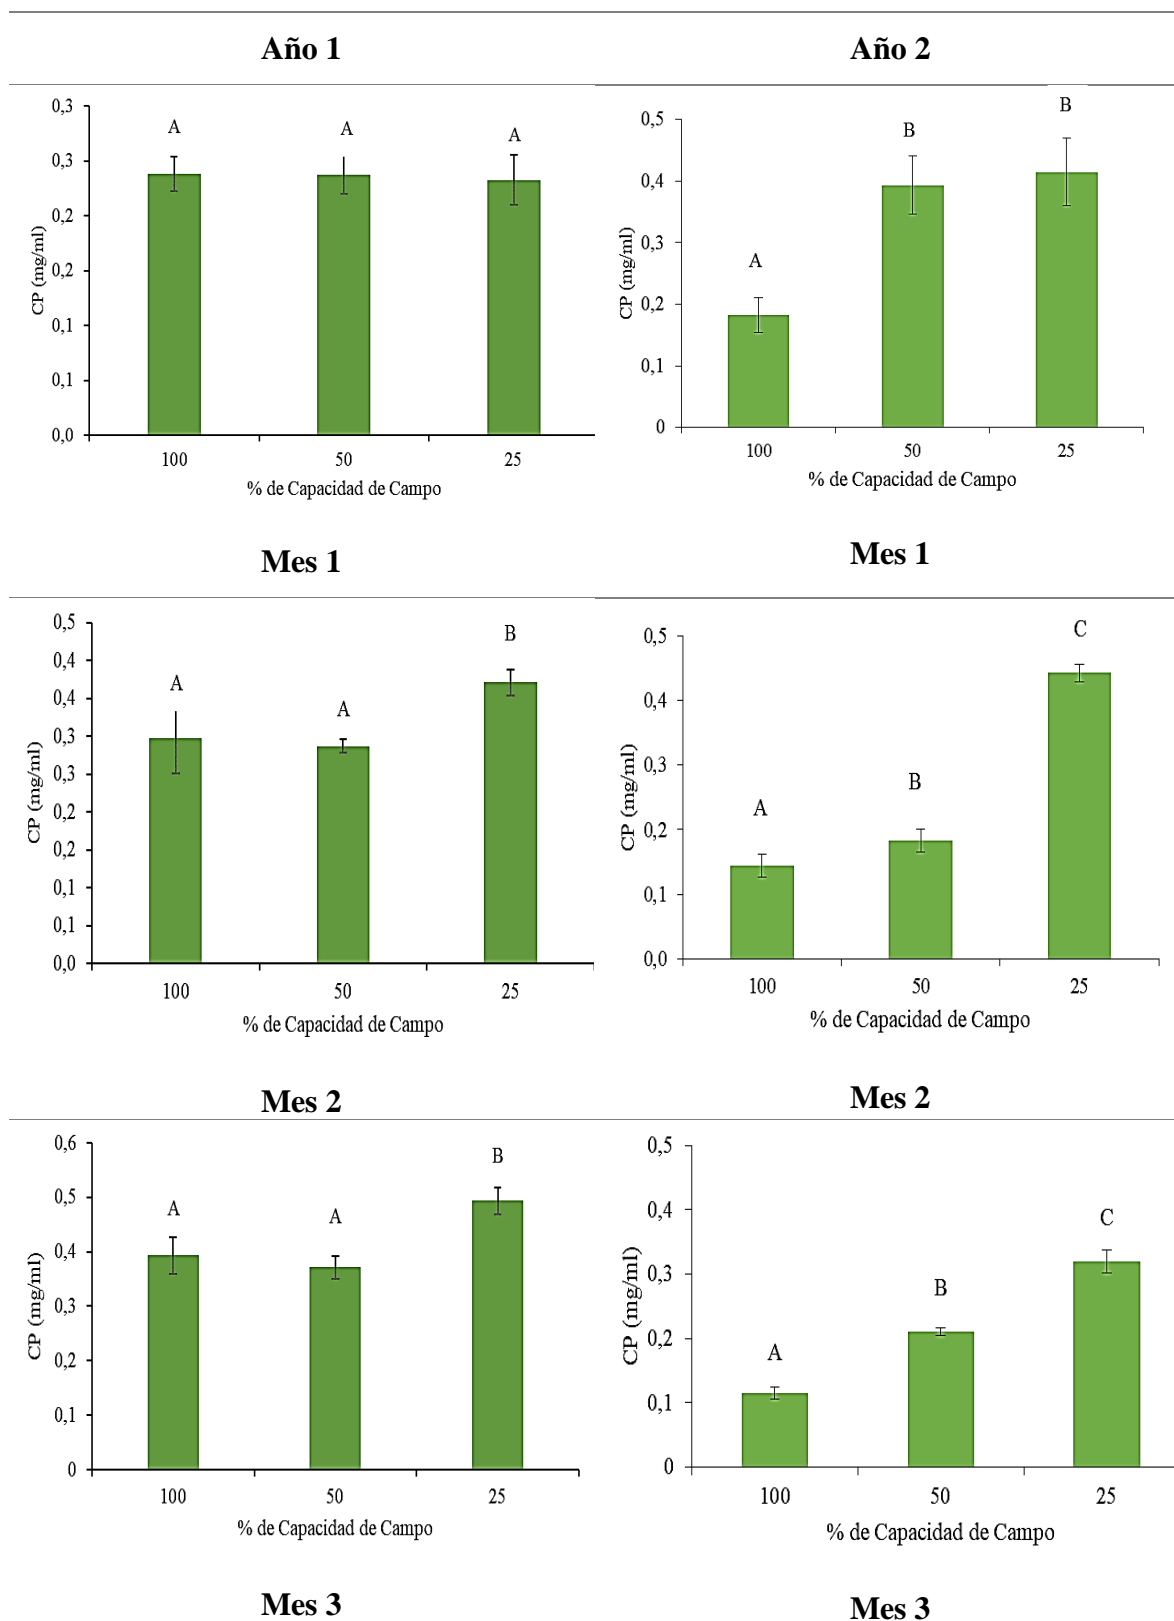 Año 1
Año 2
0,3
0,3
0,2
0,2
0,1
0,1
0,0
CP (mg/ml)
A
A
A
100
50
25
% de Capacidad de Campo
Mes 1
0,5
0,4
0,3
0,2
0,1
0
CP (mg/ml)
A
B
B
100
50
25
% de Capacidad de Campo
Mes 1
0,5
0,4
0,4
0,3
0,3
0,2
0,2
0,1
0,1
0,0
CP (mg/ml)
A
A
B
100
50
25
% de Capacidad de Campo
Mes 2
0,5
0,4
0,3
0,2
0,1
0,0
CP (mg/ml)
A
B
C
100
50
25
% de Capacidad de Campo
Mes 2
0,6
0,5
0,4
0,3
0,2
0,1
0
CP (mg/ml)
A
A
B
100
50
25
% de Capacidad de Campo
Mes 3
0,5
0,4
0,3
0,2
0,1
0
CP (mg/ml)
A
B
C
100
50
25
% de Capacidad de Campo
Mes 3